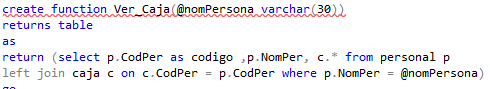 create function Ver_Caja(@nomPersona varchar(30))
returns table
as
return (select p.CodPer as codigo ,p.NomPer, c.* from personal p
left join caja c on c.CodPer = p.CodPer where p.NomPer = @nomPersona)
go